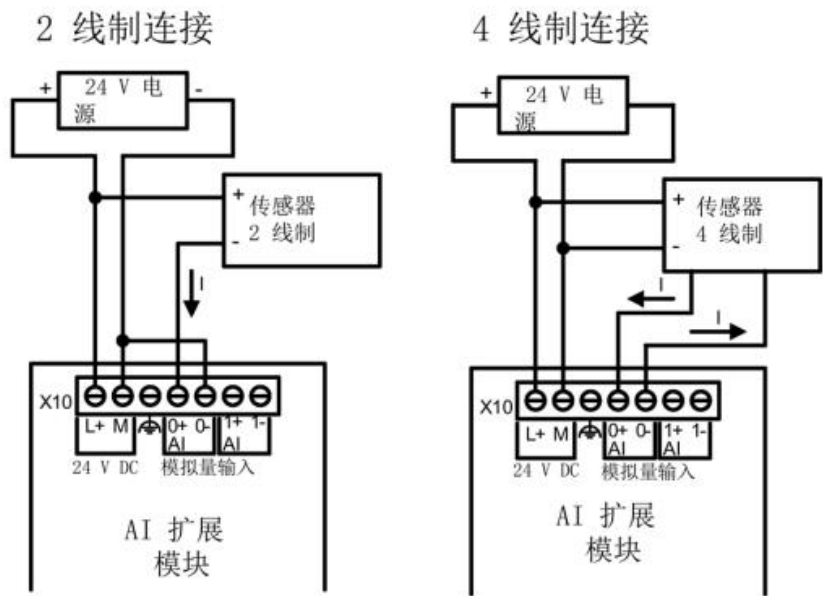 2 线制连接
+ 24 V 电 -
源
+ 传感器
- 2 线制
I
X10
L+ M 0+ 0- 1+ 1-
AI AI
24 V DC 模拟量输入
AI 扩展
模块
4 线制连接
+ 24 V 电
源
+ 传感器
- 4 线制
I
I
X10
L+ M 0+ 0- 1+ 1-
AI AI
24 V DC 模拟量输入
AI 扩展
模块